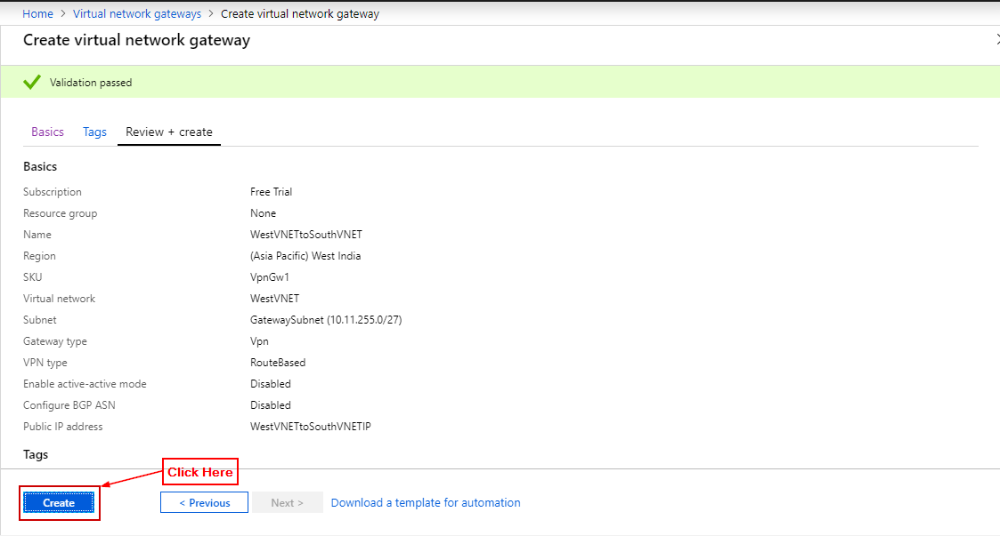 Home > Virtual network gateways > Create virtual network gateway
Create virtual network gateway
Validation passed
Basics Tags Review + create
Basics
Subscription Free Trial
Resource group None
Name WestVNETtoSouthVNET
Region (Asia Pacific) West India
SKU VpnGw1
Virtual network WestVNET
Subnet GatewaySubnet (10.11.255.0/27)
Gateway type Vpn
VPN type RouteBased
Enable active-active mode Disabled
Configure BGP ASN Disabled
Public IP address WestVNETtoSouthVNETIP
Tags
Click Here
Create < Previous Next > Download a template for automation